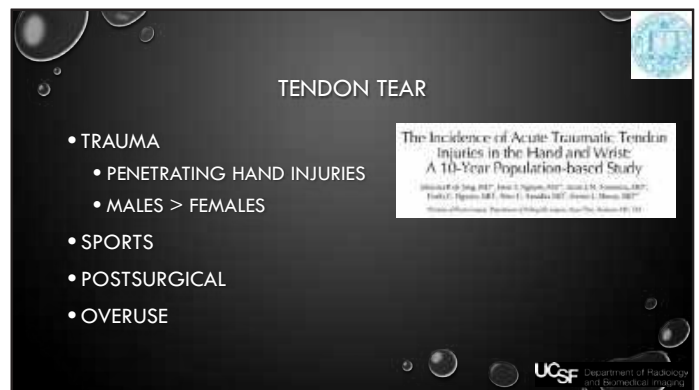 TENDON TEAR
• TRAUMA
• PENETRATING HAND INJURIES
• MALES > FEMALES
• SPORTS
• POSTSURGICAL
• OVERUSE
The Incidence of Acute Traumatic Tendon
Injuries in the Hand and Wrist:
A 10-Year Population-based Study
UCSF Department of Radiology
and Biomedical Imaging